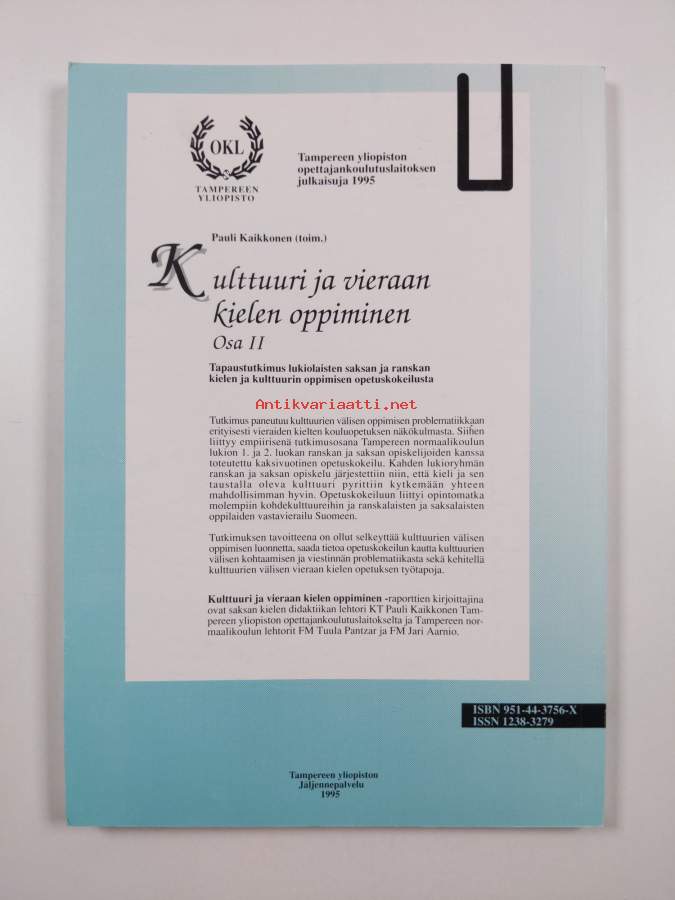 OKL
TAMPEREEN
YLIOPISTO
Tampereen yliopiston
opettajankoulutuslaitoksen
julkaisuja 1995
Pauli Kaikkonen (toim.)
Kulttuuri ja vieraan
kielen oppiminen
Osa II
Tapaustutkimus lukiolaisten saksan ja ranskan
kielen ja kulttuurin oppimisen opetuskokeilusta
Antikvariaatti.net
Tutkimus paneutuu kulttuurien välisen oppimisen problematiikkaan
erityisesti vieraiden kielten kouluopetuksen näkökulmasta. Siihen
liittyy empiirisenä tutkimusosana Tampereen normaalikoulun
lukion 1. ja 2. luokan ranskan ja saksan opiskelijoiden kanssa
toteutettu kaksivuotinen opetuskokeilu. Kahden lukioryhmän
ranskan ja saksan opiskelu järjestettiin niin, että kieli ja sen
taustalla oleva kulttuuri pyrittiin kytkemään yhteen
mahdollisimman hyvin. Opetuskokeiluun liittyi opintomatka
molempiin kohdekulttuureihin ja ranskalaisten ja saksalaisten
oppilaiden vastavierailu Suomeen.
Tutkimuksen tavoitteena on ollut selkeyttää kulttuurien välisen
oppimisen luonnetta, saada tietoa opetuskokeilun kautta kulttuurien
välisen kohtaamisen ja viestinnän problematiikasta sekä kehitellä
kulttuurien välisen vieraan kielen opetuksen työtapoja.
Kulttuuri ja vieraan kielen oppiminen -raporttien kirjoittajina
ovat saksan kielen didaktiikan lehtori KT Pauli Kaikkonen Tam-
pereen yliopiston opettajankoulutuslaitokselta ja Tampereen nor-
maalikoulun lehtorit FM Tuula Pantzar ja FM Jari Aarnio.
ISBN 951-44-3756-X
ISSN 1238-3279
Tampereen yliopiston
Jäljennepalvelu
1995